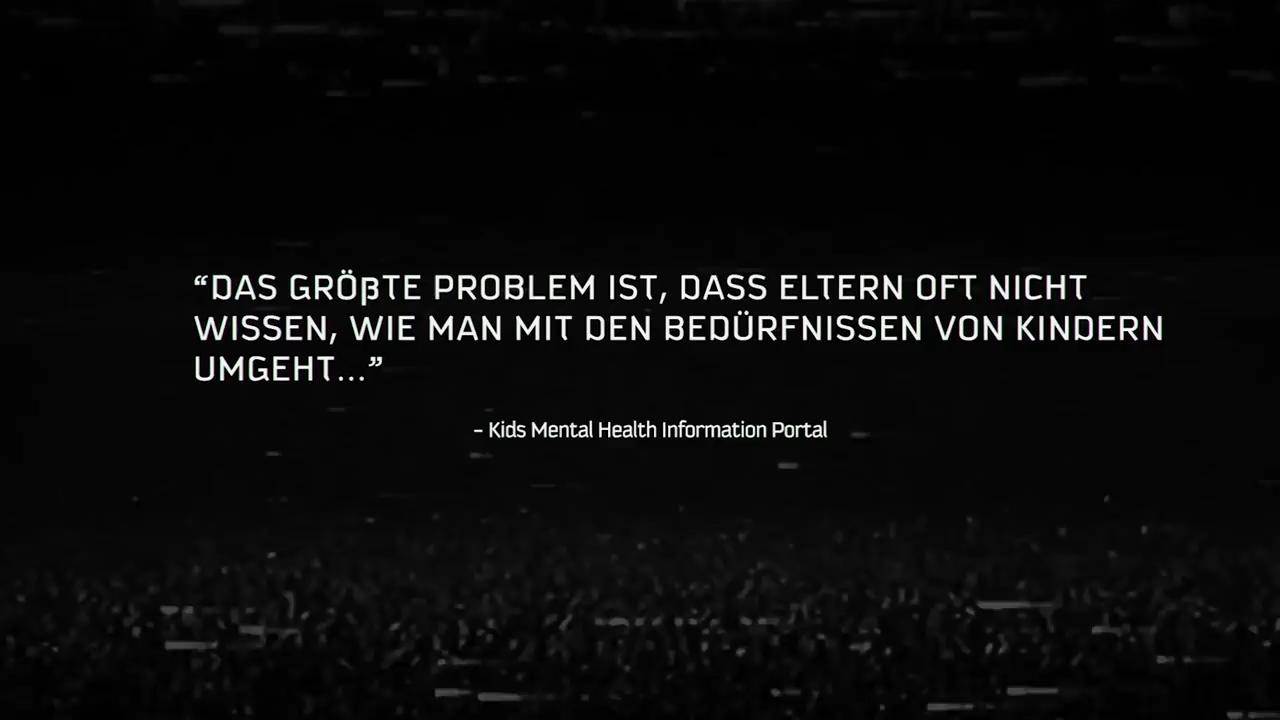 “DAS GRÖßTE PROBLEM IST, DASS ELTERN OFT NICHT
WISSEN, WIE MAN MIT DEN BEDÜRFNISSEN VON KINDERN
UMGEHT...”
– Kids Mental Health Information Portal